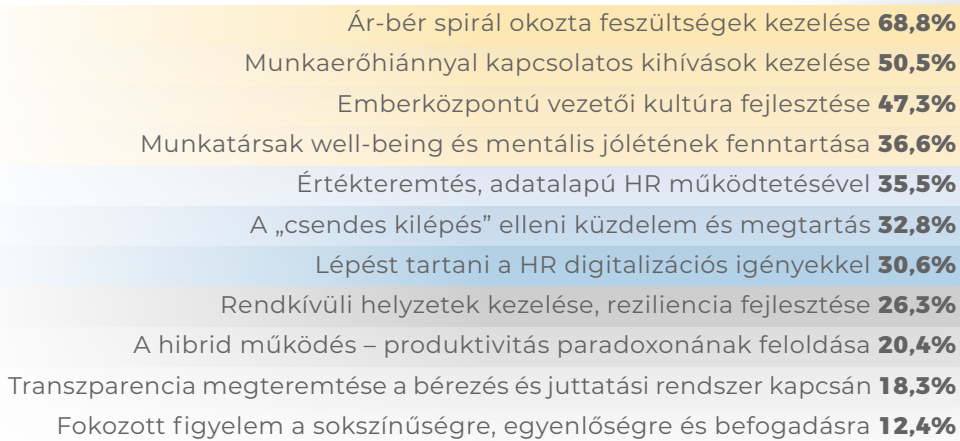 Ár-bér spirál okozta feszültségek kezelése 68,8%
Munkaerőhiánnyal kapcsolatos kihívások kezelése 50,5%
Emberközpontú vezetői kultúra fejlesztése 47,3%
Munkatársak well-being és mentális jólétének fenntartása 36,6%
Értékteremtés, adatalapú HR működtetésével 35,5%
A „csendes kilépés” elleni küzdelem és megtartás 32,8%
Lépést tartani a HR digitalizációs igényekkel 30,6%
Rendkívüli helyzetek kezelése, reziliencia fejlesztése 26,3%
A hibrid működés – produktivitás paradoxonának feloldása 20,4%
Transzparencia megteremtése a bérezés és juttatási rendszer kapcsán 18,3%
Fokozott figyelem a sokszínűségre, egyenlőségre és befogadásra 12,4%